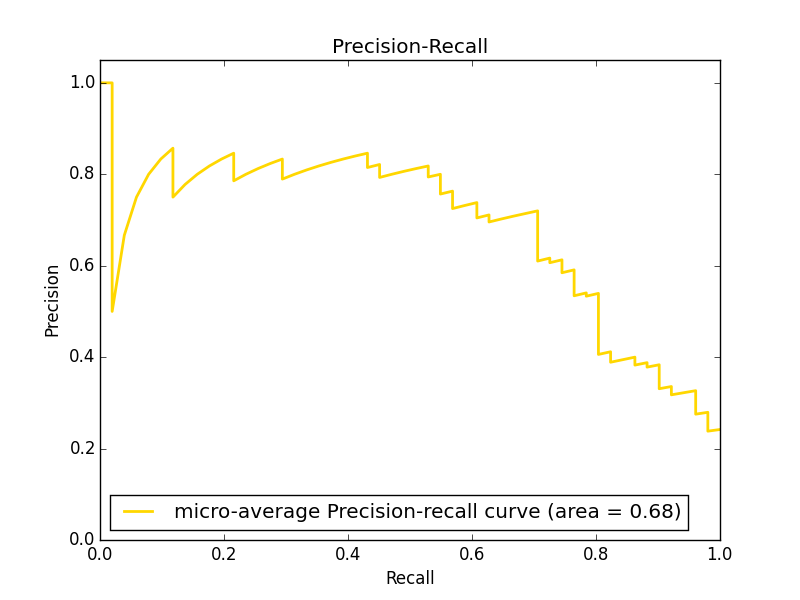 Precision-Recall
1.0
0.8
0.6
0.4
0.2
0.0
Precision
micro-average Precision-recall curve (area = 0.68)
0.0 0.2 0.4 0.6 0.8 1.0
Recall